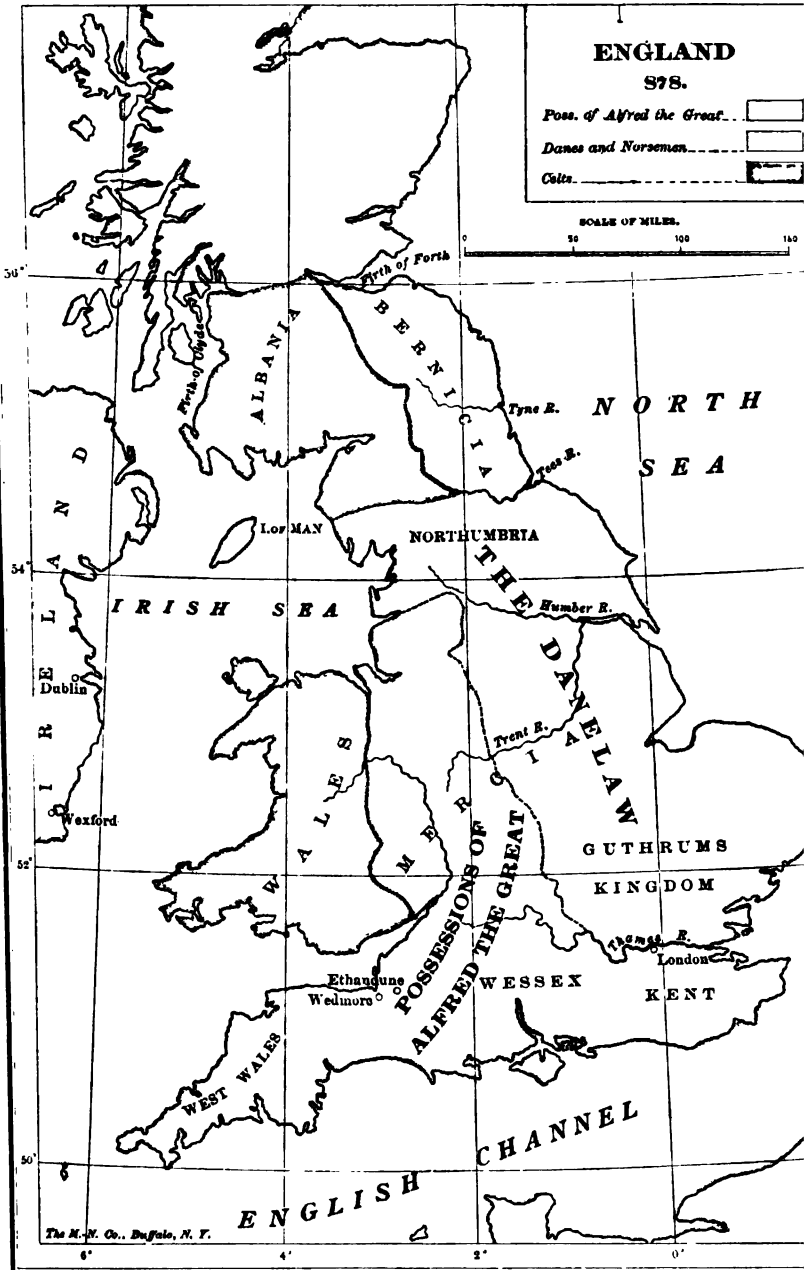 ENGLAND
878.
Poss. of Alfred the Great
Danes and Norsemen
Celts
SCALE OF MILES.
0 50 100 150
56°
Firth of Forth
BERNICIA
ALBANIA
Firth of Clyde
Tyne R.
NORTH
SEA
Tees R.
IRELAND
I. OF MAN
NORTHUMBRIA
54°
THE DANELAW
IRISH SEA
Humber R.
Dublin
Trent R.
MERCIA
WALES
Wexford
52°
GUTHRUMS
KINGDOM
POSSESSIONS OF
ALFRED THE GREAT
Thames R.
London
Ethandune
Wedmore
WESSEX
KENT
WEST WALES
50°
ENGLISH CHANNEL
The M.-N. Co., Buffalo, N. Y.
6° 4° 2° 0°